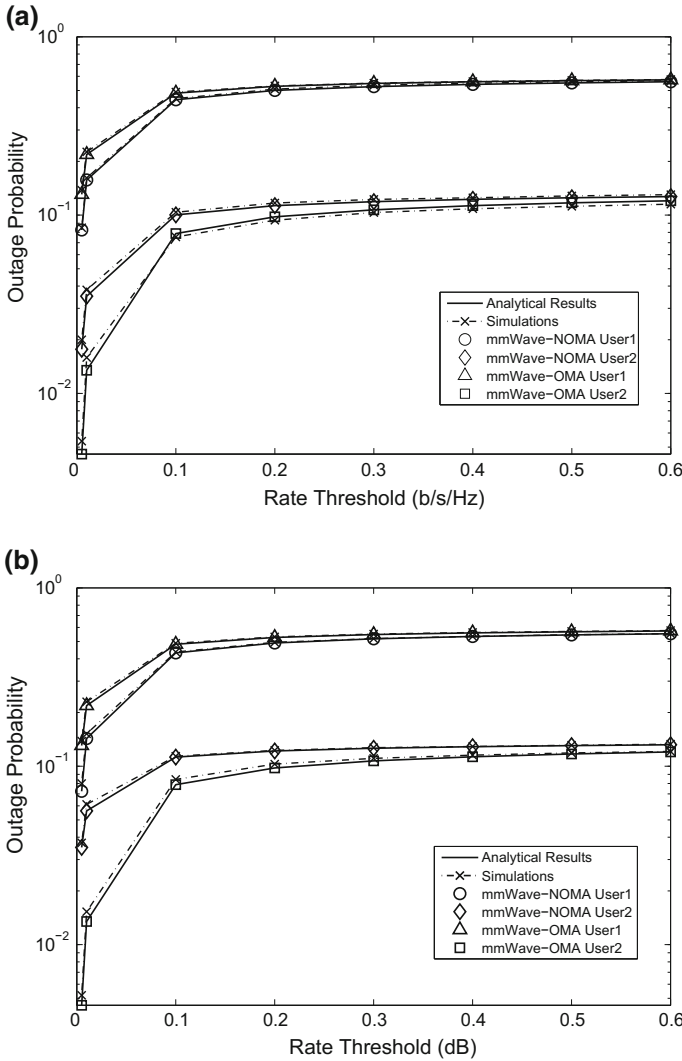 (a)
10^0
10^-1
10^-2
Outage Probability
0 0.1 0.2 0.3 0.4 0.5 0.6
Rate Threshold (b/s/Hz)
Analytical Results
Simulations
mmWave−NOMA User1
mmWave−NOMA User2
mmWave−OMA User1
mmWave−OMA User2
(b)
10^0
10^-1
10^-2
Outage Probability
0 0.1 0.2 0.3 0.4 0.5 0.6
Rate Threshold (dB)
Analytical Results
Simulations
mmWave−NOMA User1
mmWave−NOMA User2
mmWave−OMA User1
mmWave−OMA User2